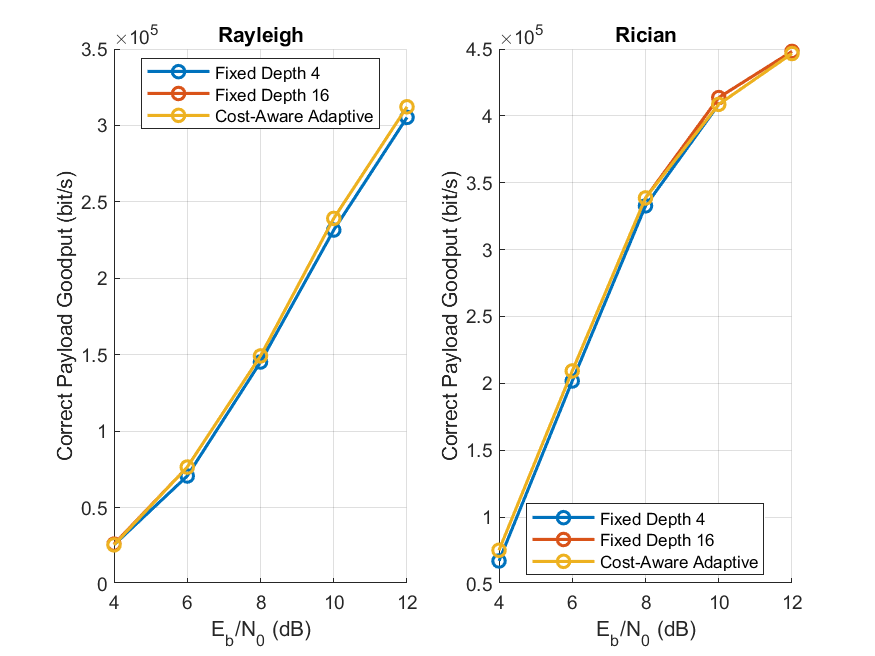 Rayleigh
×10^5
3.5
3
2.5
2
1.5
1
0.5
0
4
6
8
10
12
Correct Payload Goodput (bit/s)
E_b/N_0 (dB)
Fixed Depth 4
Fixed Depth 16
Cost-Aware Adaptive
Rician
×10^5
4.5
4
3.5
3
2.5
2
1.5
1
0.5
4
6
8
10
12
Correct Payload Goodput (bit/s)
E_b/N_0 (dB)
Fixed Depth 4
Fixed Depth 16
Cost-Aware Adaptive